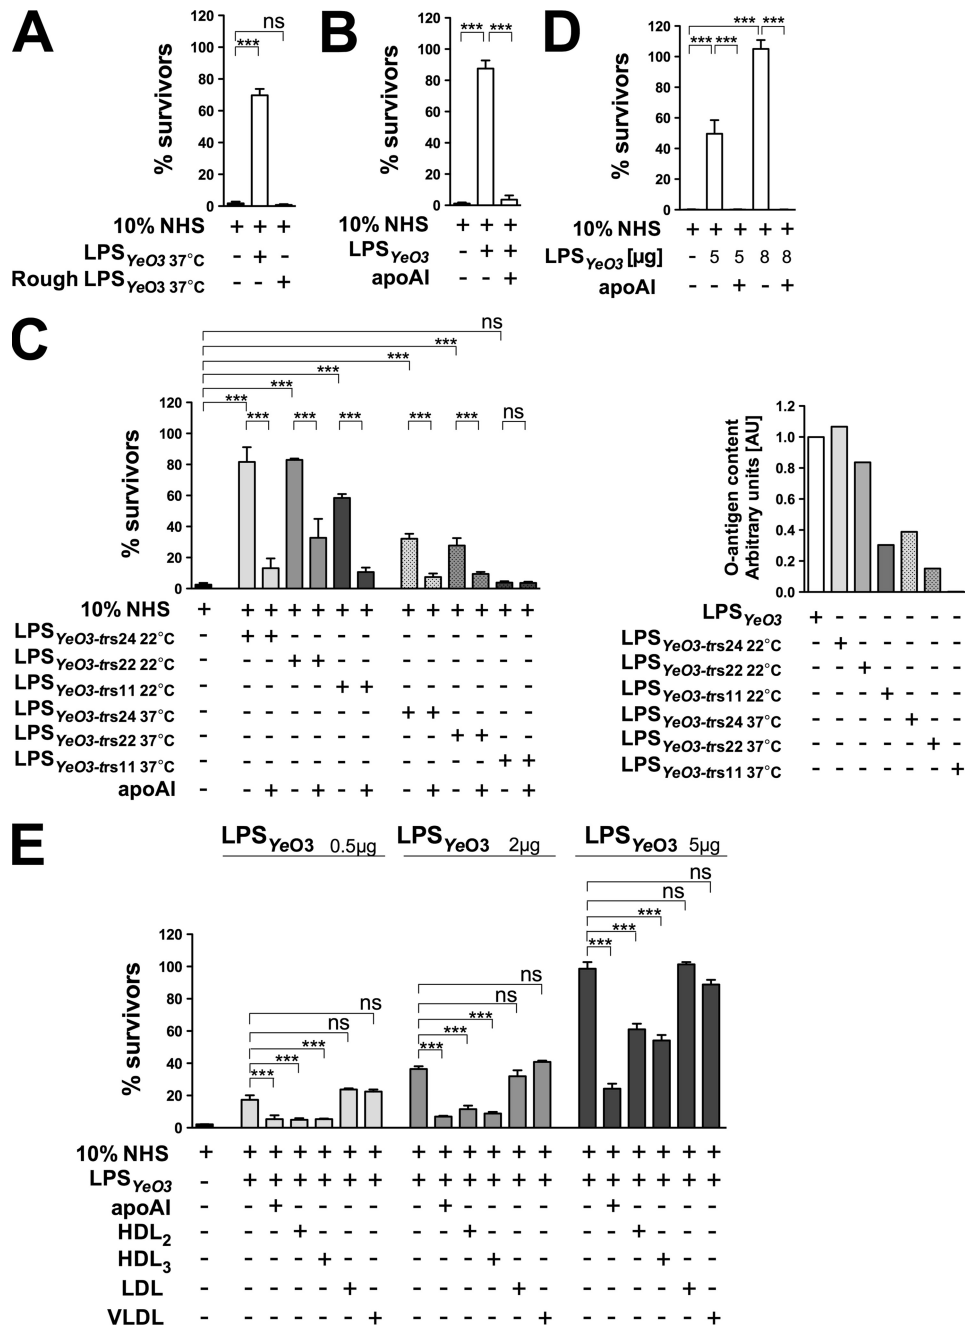 A
% survivors
120
100
80
60
40
20
0
ns
***
10% NHS + + +
LPSYeO3 37°C - + -
Rough LPSYeO3 37°C - - +
B
% survivors
120
100
80
60
40
20
0
*** ***
10% NHS + + +
LPSYeO3 - + +
apoAI - - +
D
% survivors
120
100
80
60
40
20
0
*** ***
*** ***
10% NHS + + + + +
LPSYeO3 [µg] - 5 5 8 8
apoAI - - + - +
C
% survivors
120
100
80
60
40
20
0
ns
***
***
***
***
***
*** *** *** *** *** ns
10% NHS + + + + + + + + + + + + +
LPSYeO3-trs24 22°C - + + - - - - - - - - - -
LPSYeO3-trs22 22°C - - - + + - - - - - - - -
LPSYeO3-trs11 22°C - - - - - + + - - - - - -
LPSYeO3-trs24 37°C - - - - - - - + + - - - -
LPSYeO3-trs22 37°C - - - - - - - - - + + - -
LPSYeO3-trs11 37°C - - - - - - - - - - - + +
apoAI - - + - + - + - + - + - +
O-antigen content
Arbitrary units [AU]
1.2
1.0
0.8
0.6
0.4
0.2
0.0
LPSYeO3 + - - - - - -
LPSYeO3-trs24 22°C - + - - - - -
LPSYeO3-trs22 22°C - - + - - - -
LPSYeO3-trs11 22°C - - - + - - -
LPSYeO3-trs24 37°C - - - - + - -
LPSYeO3-trs22 37°C - - - - - + -
LPSYeO3-trs11 37°C - - - - - - +
E
LPSYeO3 0.5µg
LPSYeO3 2µg
LPSYeO3 5µg
% survivors
120
100
80
60
40
20
0
ns
ns
***
***
***
ns
ns
***
***
***
ns
ns
***
***
***
10% NHS + + + + + + + + + + + + + + + + + + +
LPSYeO3 - + + + + + + + + + + + + + + + + + +
apoAI - - + - - - - - + - - - - - + - - - -
HDL2 - - - + - - - - - + - - - - - + - - -
HDL3 - - - - + - - - - - + - - - - - + - -
LDL - - - - - + - - - - - + - - - - - + -
VLDL - - - - - - + - - - - - + - - - - - +